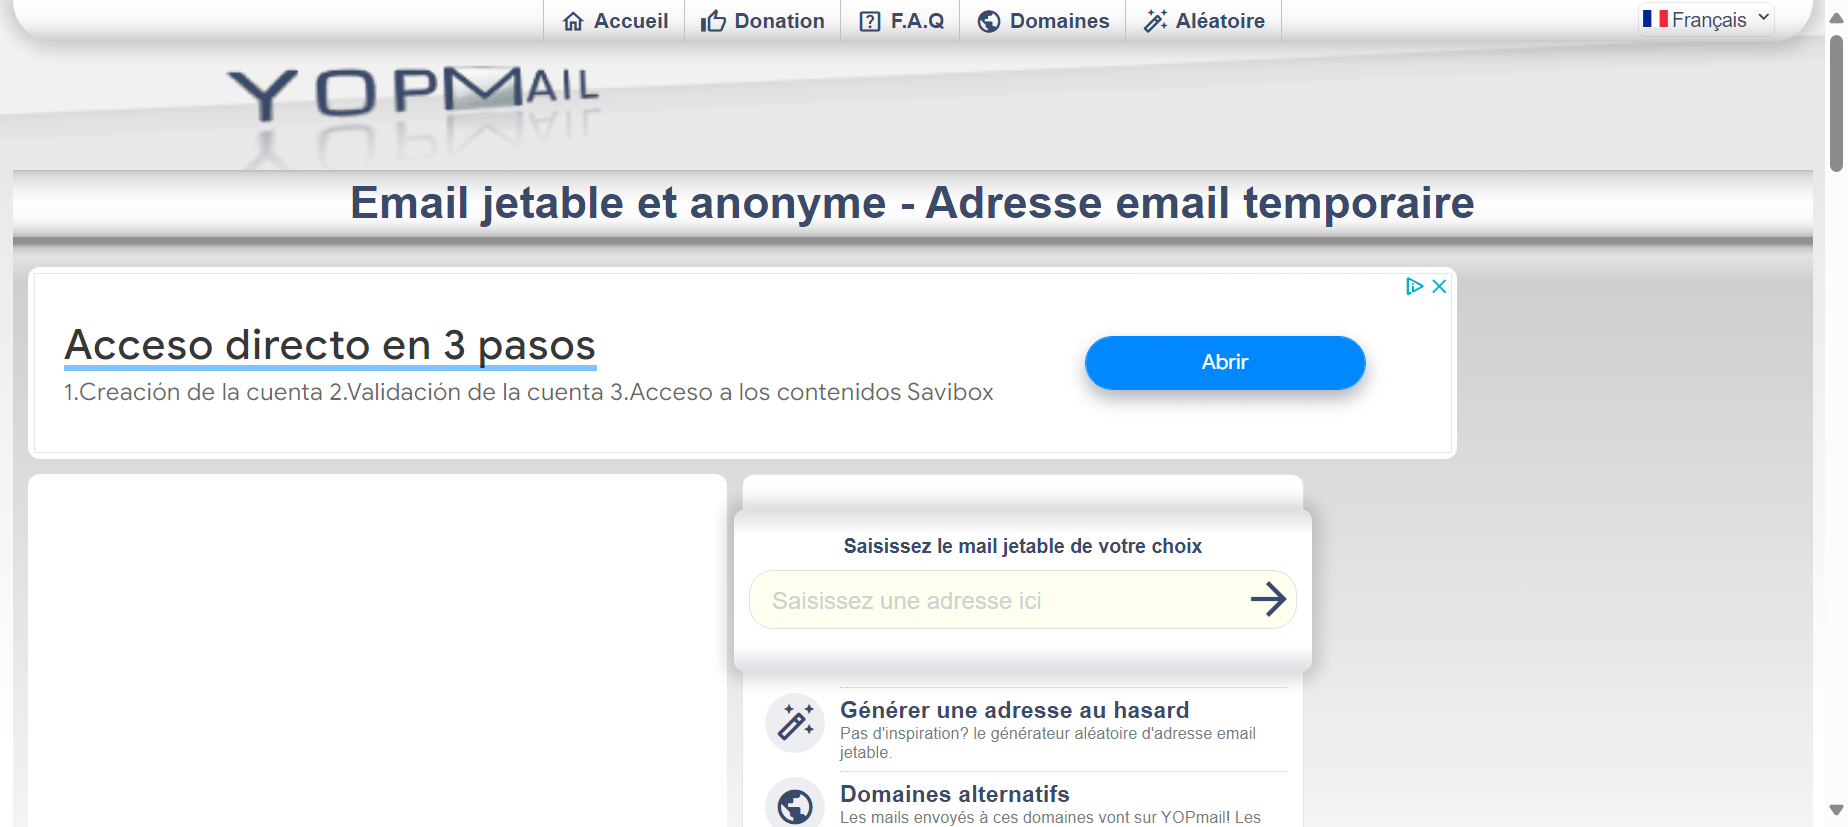 Accueil
Donation
F.A.Q
Domaines
Aléatoire
Français
YOPMAIL
Email jetable et anonyme - Adresse email temporaire
Acceso directo en 3 pasos
1.Creación de la cuenta 2.Validación de la cuenta 3.Acceso a los contenidos Savibox
Abrir
Saisissez le mail jetable de votre choix
Saisissez une adresse ici
Générer une adresse au hasard
Pas d'inspiration? le générateur aléatoire d'adresse email
jetable.
Domaines alternatifs
Les mails envoyés à ces domaines vont sur YOPmail! Les